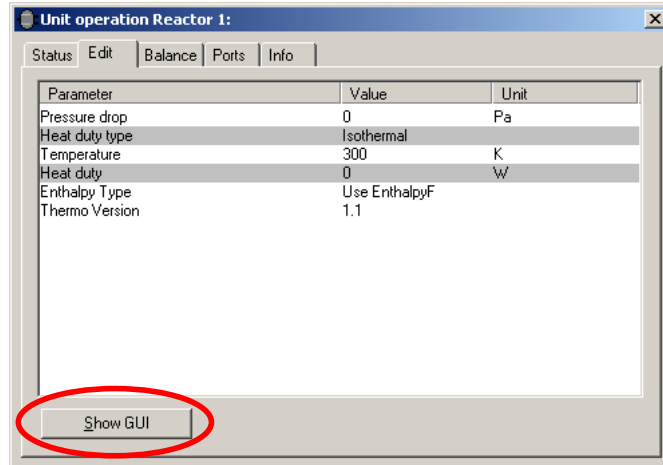 Unit operation Reactor 1:
Status Edit Balance Ports Info
Parameter Value Unit
Pressure drop 0 Pa
Heat duty type Isothermal
Temperature 300 K
Heat duty 0 W
Enthalpy Type Use EnthalpyF
Thermo Version 1.1
Show GUI